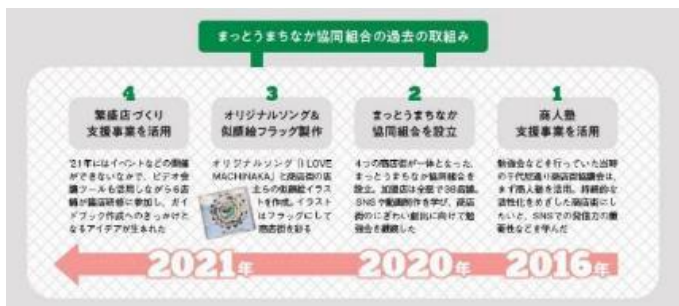 まっとうまちなか協同組合の過去の取組み
1
商人塾
支援事業を活用
勉強会などを行っていた当時
の千代尼通り商店街協議会は、
まず商人塾を活用。持続的な
活性化をめざした商店街にし
たいと、SNSでの発信力の重
要性などを学んだ
2
まっとうまちなか
協同組合を設立
4つの商店街が一体となった、
まっとうまちなか協同組合を
設立。加盟店は全部で38店舗。
SNSや動画制作を学び、商店
街のにぎわい創出に向けて勉
強会を継続した
3
オリジナルソング&
似顔絵フラッグ製作
オリジナルソング「I LOVE
MACHINAKA」と商店街の店
主らの似顔絵イラス
トを作成。イラスト
はフラッグにして
商店街を彩る
4
繁盛店づくり
支援事業を活用
'21年にはイベントなどの開催
ができないなかで、ビデオ会
議ツールも活用しながら6店
舗が臨店研修に参加し、ガイ
ドブック作成へのきっかけと
なるアイデアが生まれた
2021年
2020年
2016年